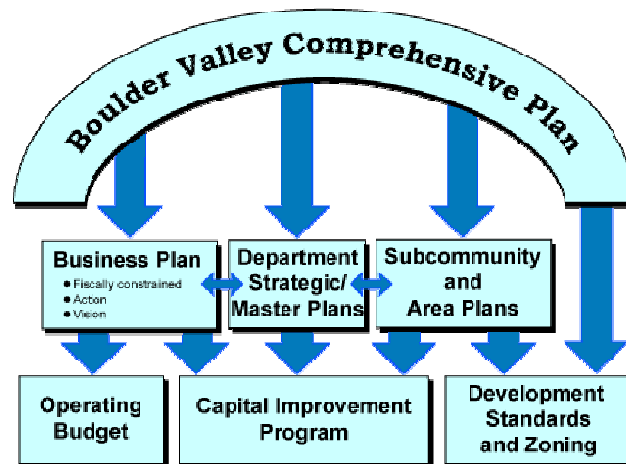 Boulder Valley Comprehensive Plan
Business Plan
● Fiscally constrained
● Action
● Vision
Department
Strategic/
Master Plans
Subcommunity
and
Area Plans
Operating
Budget
Capital Improvement
Program
Development
Standards
and Zoning